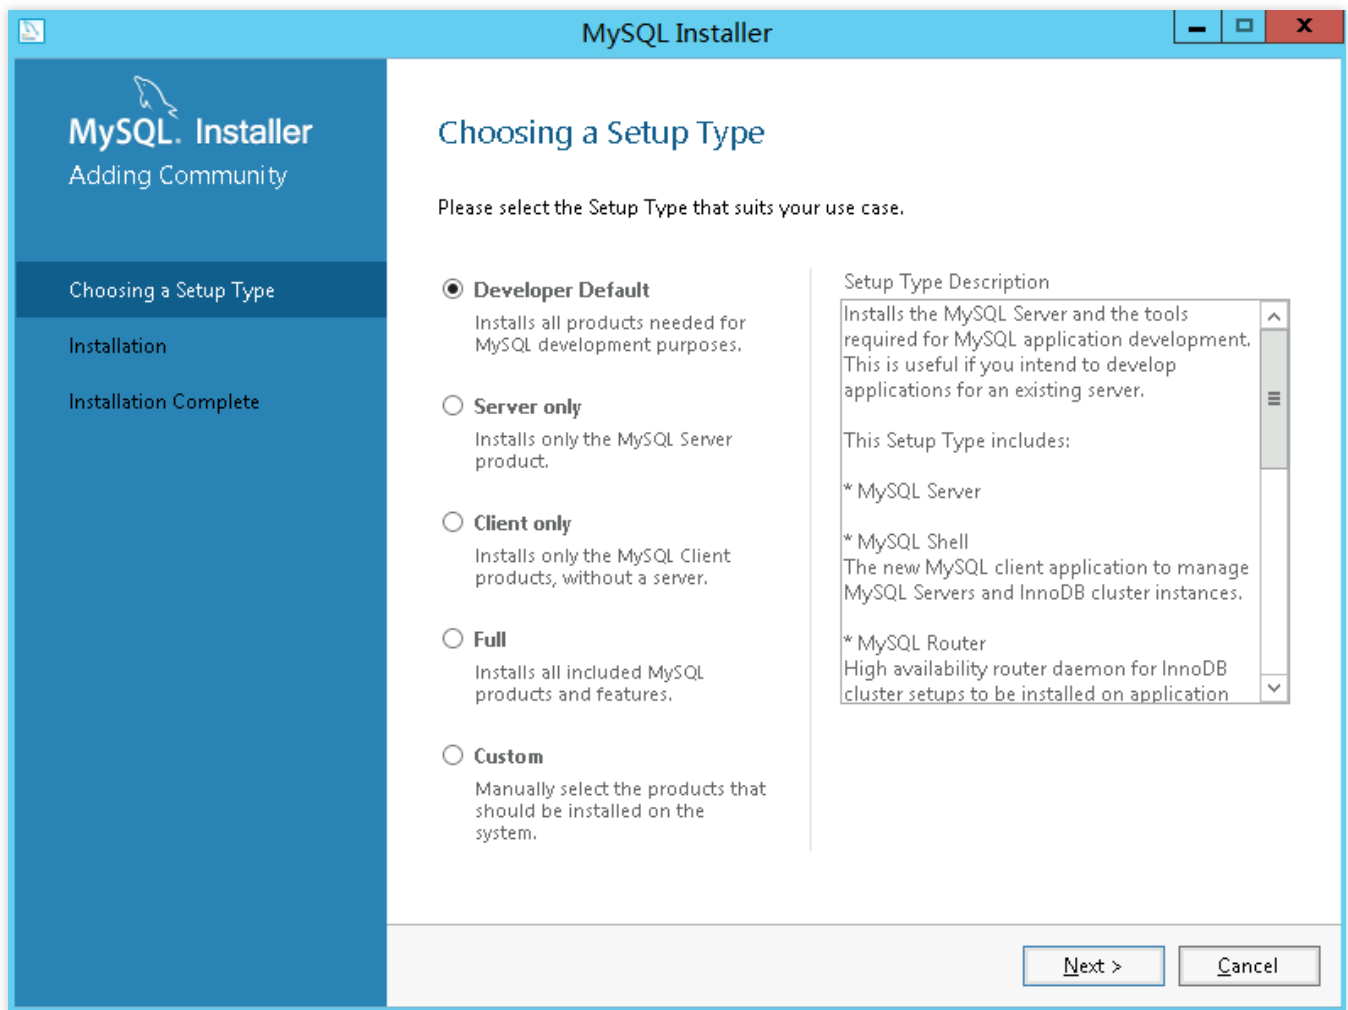 MySQL Installer
MySQL. Installer
Adding Community
Choosing a Setup Type
Installation
Installation Complete
Choosing a Setup Type
Please select the Setup Type that suits your use case.
Developer Default
Installs all products needed for
MySQL development purposes.
Server only
Installs only the MySQL Server
product.
Client only
Installs only the MySQL Client
products, without a server.
Full
Installs all included MySQL
products and features.
Custom
Manually select the products that
should be installed on the
system.
Setup Type Description
Installs the MySQL Server and the tools
required for MySQL application development.
This is useful if you intend to develop
applications for an existing server.
This Setup Type includes:
* MySQL Server
* MySQL Shell
The new MySQL client application to manage
MySQL Servers and InnoDB cluster instances.
* MySQL Router
High availability router daemon for InnoDB
cluster setups to be installed on application
Next >
Cancel